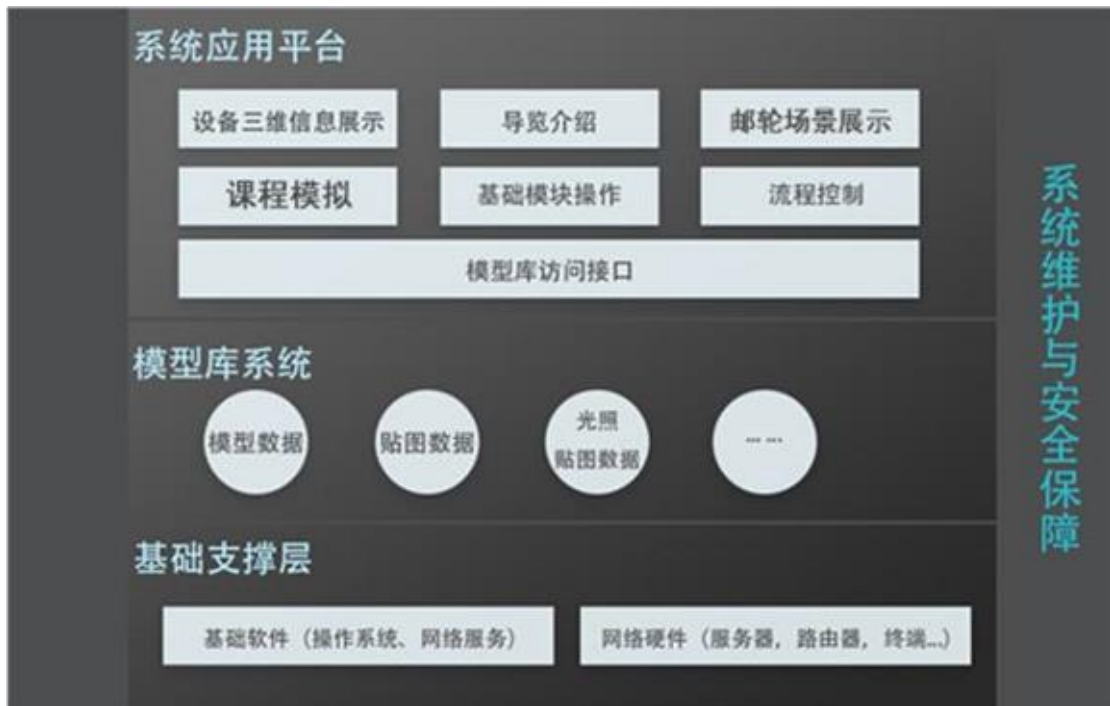 系统应用平台
设备三维信息展示
导览介绍
邮轮场景展示
课程模拟
基础模块操作
流程控制
模型库访问接口
模型库系统
模型数据
贴图数据
光照
贴图数据
... ...
基础支撑层
基础软件（操作系统、网络服务）
网络硬件（服务器，路由器，终端...）
系统维护与安全保障